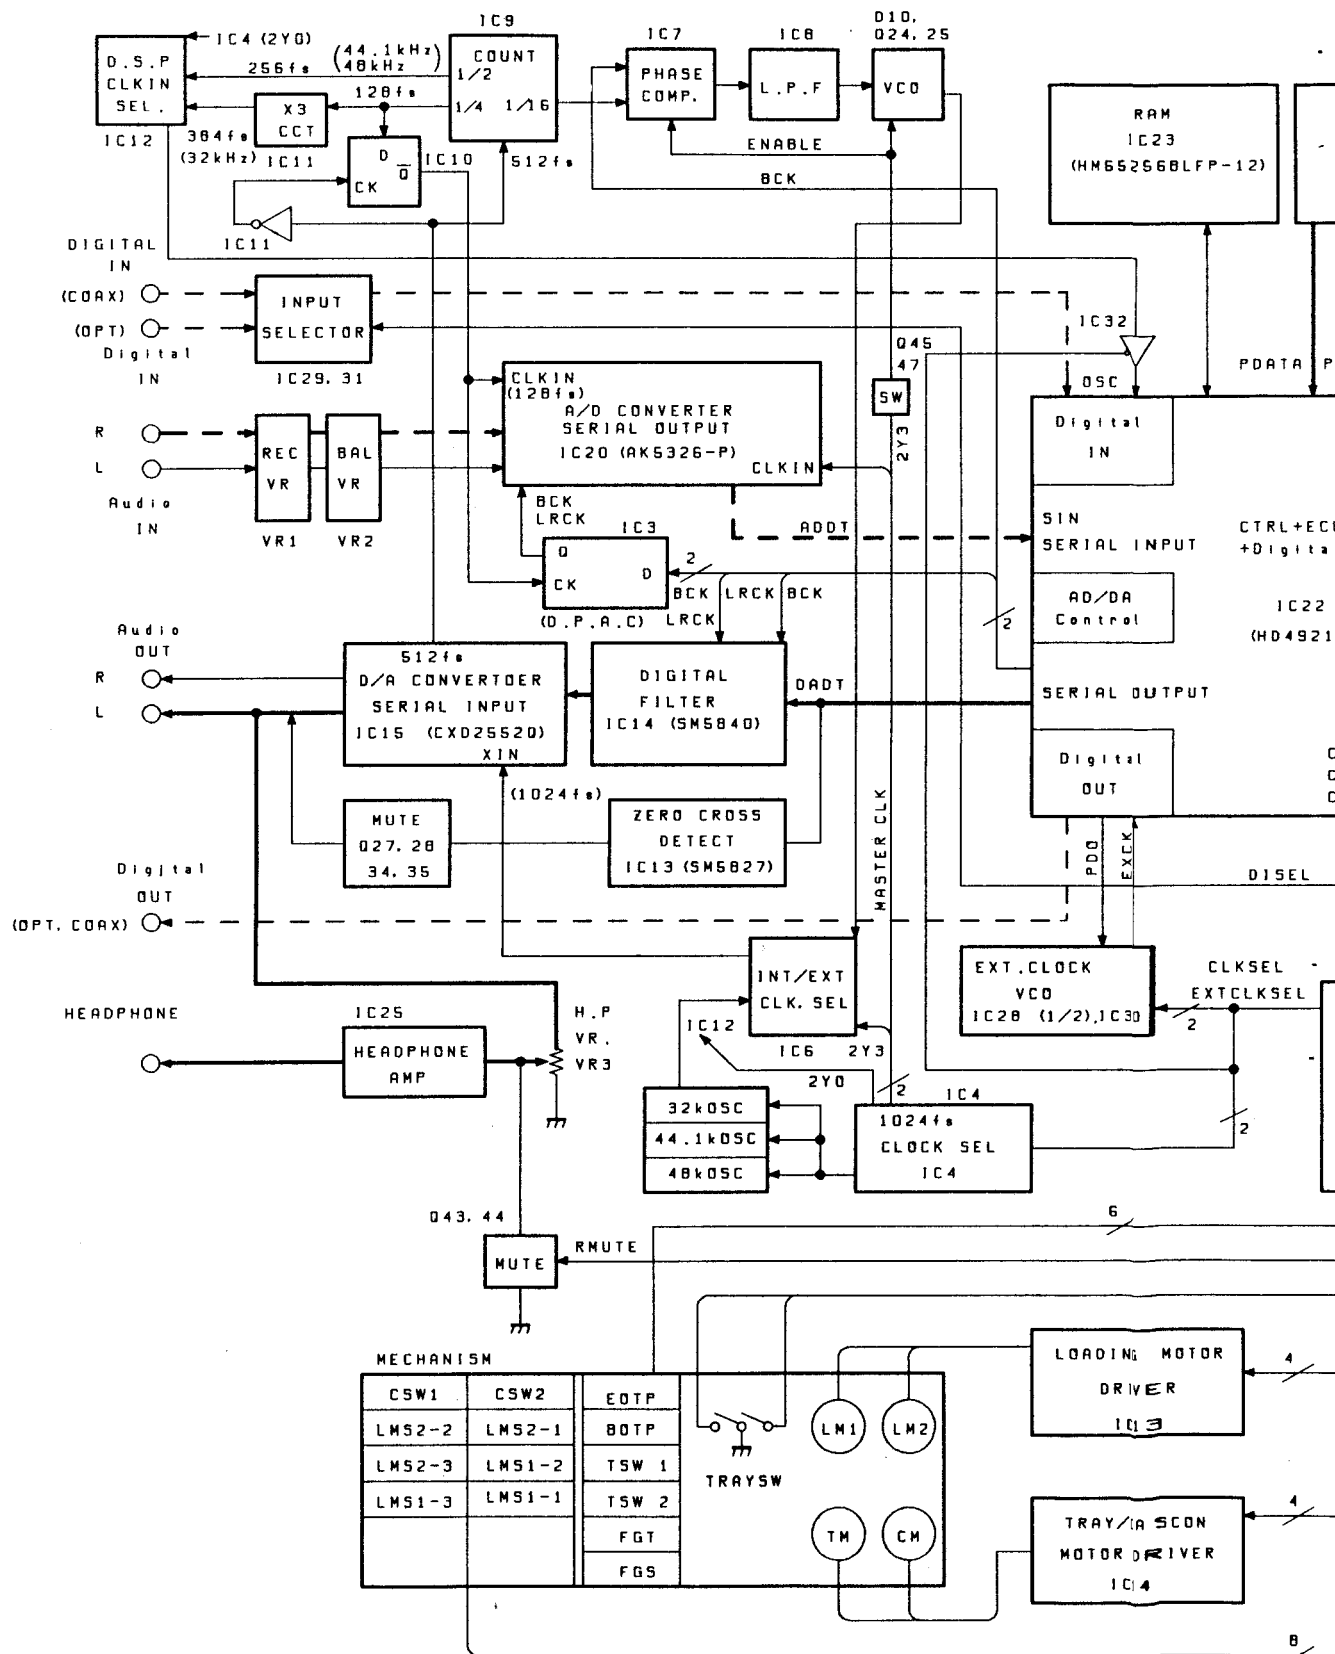 IC9
D10,
Q24,25
IC4 (2Y0)
(44.1kHz)
48kHz
COUNT
IC7
IC8
D.S.P
CLKIN
SEL.
256fs
1/2
PHASE
COMP.
L.P.F
VCO
128fs
X3
CCT
1/4
1/16
IC12
384fs
(32kHz)
IC11
D
Q
CK
IC10
512fs
ENABLE
BCK
RAM
IC23
(HM65256BLFP-12)
IC11
DIGITAL
IN
(COAX)
(OPT)
Digital
IN
INPUT
SELECTOR
IC29,31
IC32
Q45
47
OSC
PDATA
P
CLKIN
(128fs)
A/D CONVERTER
SERIAL OUTPUT
IC20 (AK5326-P)
CLKIN
SW
2Y3
Digital
IN
R
L
Audio
IN
REC
VR
BAL
VR
VR1
VR2
BCK
LRCK
IC3
ADDT
SIN
SERIAL INPUT
CTRL+EC
+Digita
Q
CK
D
2
(D.P.A.C)
BCK
LRCK
LRCK
BCK
2
AD/DA
Control
IC22
(HD4921
Audio
OUT
R
L
512fs
D/A CONVERTOER
SERIAL INPUT
IC15 (CXD2552Q)
XIN
DIGITAL
FILTER
IC14 (SM5840)
DADT
SERIAL OUTPUT
Digital
OUT
C
C
C
(1024fs)
MUTE
Q27,28
34,35
ZERO CROSS
DETECT
IC13 (SM5827)
MASTER CLK
PDO
EXCK
DISEL
Digital
OUT
(OPT, COAX)
INT/EXT
CLK. SEL
IC6
EXT.CLOCK
VCO
IC28 (1/2),IC30
CLKSEL
EXTCLKSEL
2
HEADPHONE
IC25
HEADPHONE
AMP
H.P
VR.
VR3
IC12
2Y3
2Y0
2
IC4
32kOSC
44.1kOSC
48kOSC
1024fs
CLOCK SEL
IC4
2
Q43,44
MUTE
RMUTE
6
MECHANISM
CSW1
CSW2
EOTP
LMS2-2
LMS2-1
BOTP
LMS2-3
LMS1-2
TSW 1
LMS1-3
LMS1-1
TSW 2
FGT
FGS
TRAYSW
LM1
LM2
TM
CM
LOADING MOTOR
DRIVER
IC13
4
MOTOR DRIVER
IC14
4
8